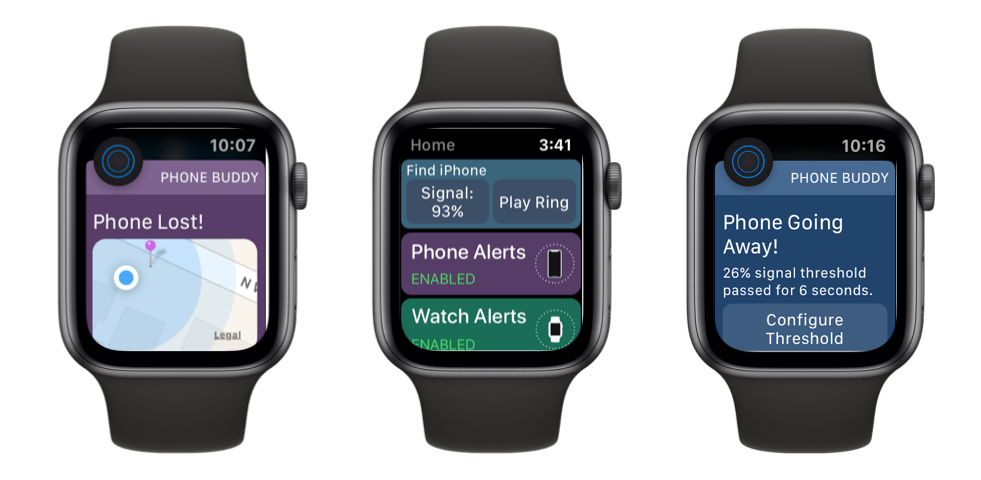 10:07
PHONE BUDDY
Phone Lost!
Legal
Home 3:41
Find iPhone
Signal:
93%
Play Ring
Phone Alerts
ENABLED
Watch Alerts
ENABLED
10:16
PHONE BUDDY
Phone Going
Away!
26% signal threshold
passed for 6 seconds.
Configure
Threshold